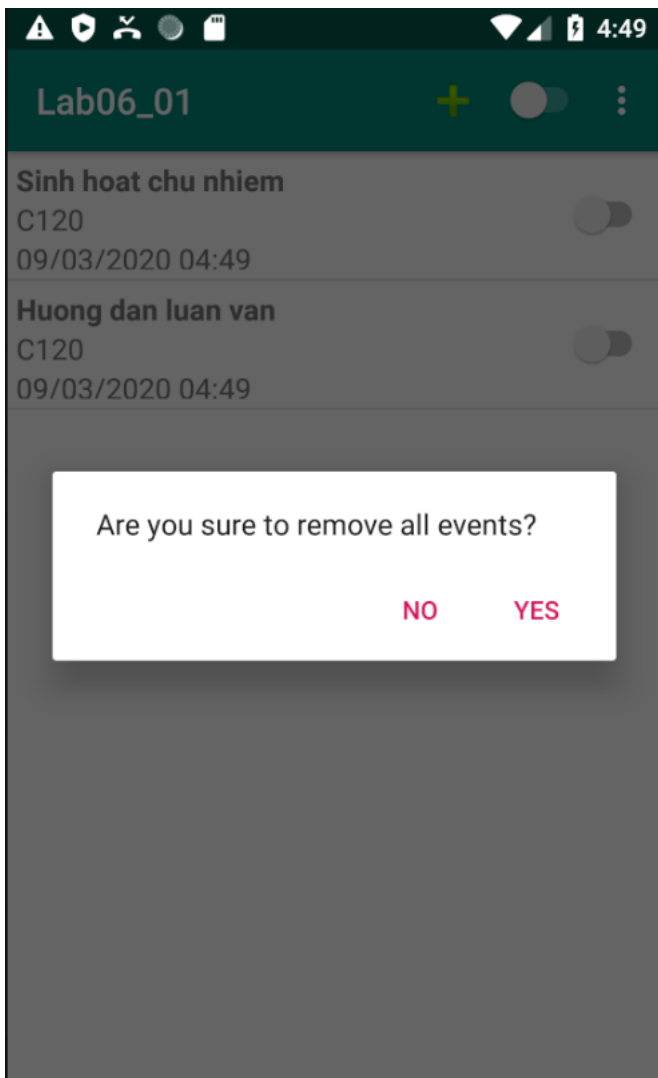 4:49
Lab06_01
Sinh hoat chu nhiem
C120
09/03/2020 04:49
Huong dan luan van
C120
09/03/2020 04:49
Are you sure to remove all events?
NO YES